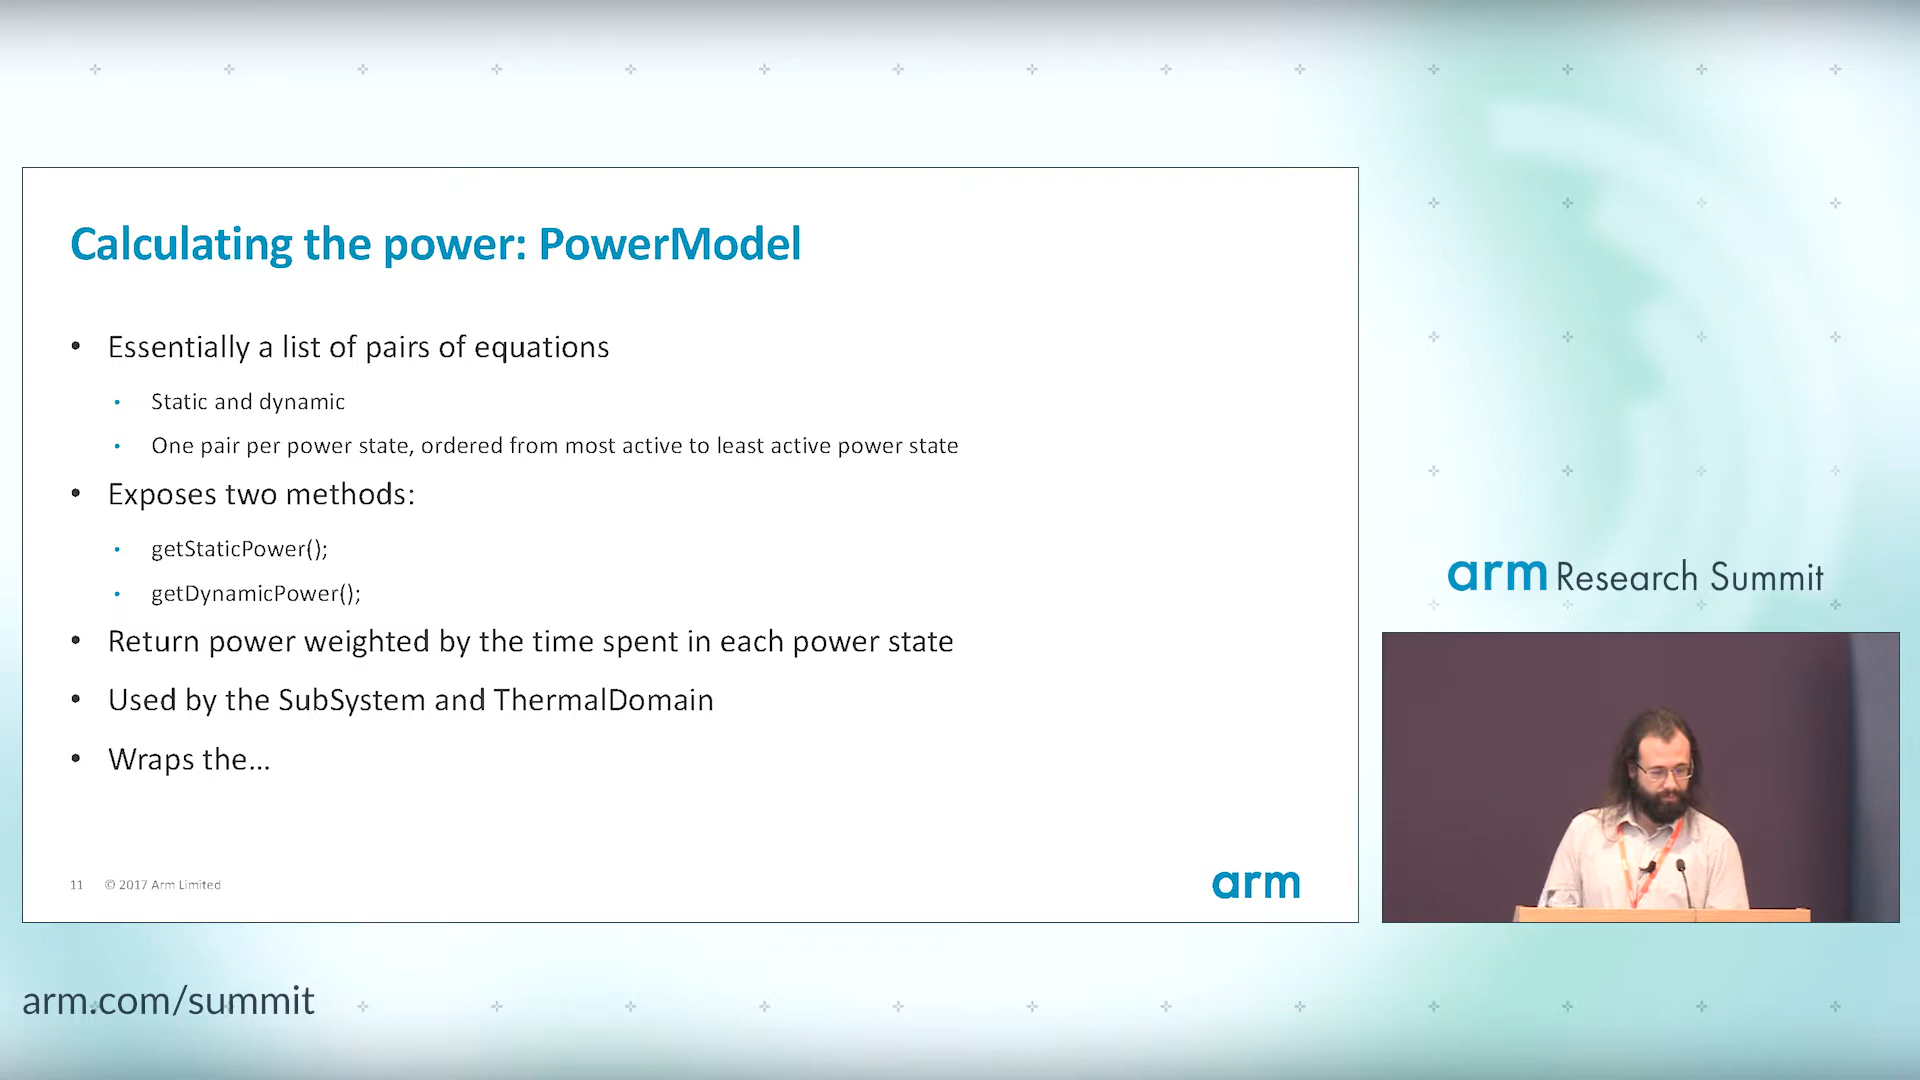 Calculating the power: PowerModel
• Essentially a list of pairs of equations
• Static and dynamic
• One pair per power state, ordered from most active to least active power state
• Exposes two methods:
• getStaticPower();
• getDynamicPower();
• Return power weighted by the time spent in each power state
• Used by the SubSystem and ThermalDomain
• Wraps the...
11 © 2017 Arm Limited
arm
arm Research Summit
arm.com/summit